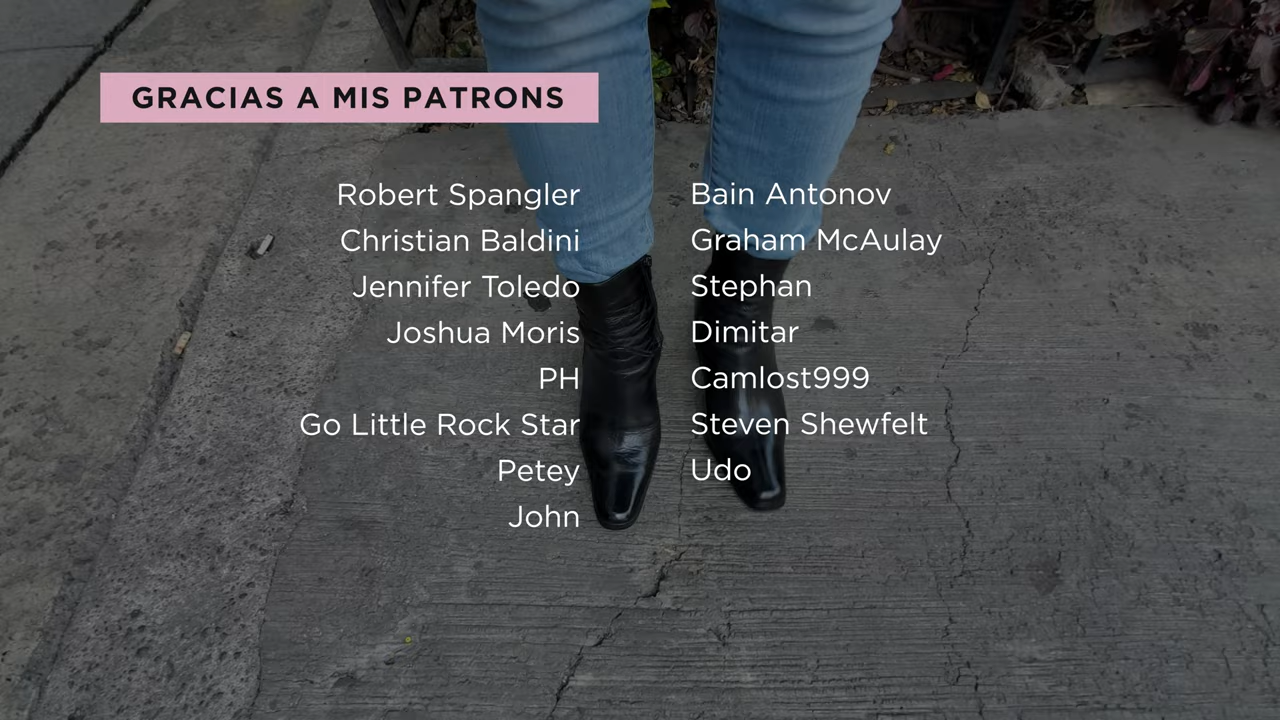 GRACIAS A MIS PATRONS
Robert Spangler
Christian Baldini
Jennifer Toledo
Joshua Moris
PH
Go Little Rock Star
Petey
John
Bain Antonov
Graham McAulay
Stephan
Dimitar
Camlost999
Steven Shewfelt
Udo